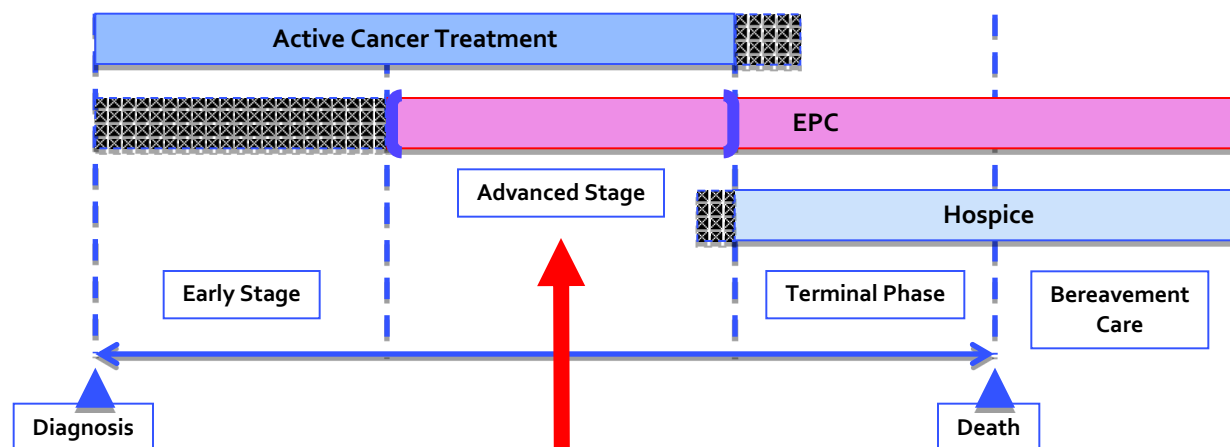 Active Cancer Treatment
EPC
Advanced Stage
Hospice
Early Stage
Terminal Phase
Bereavement
Care
Diagnosis
Death